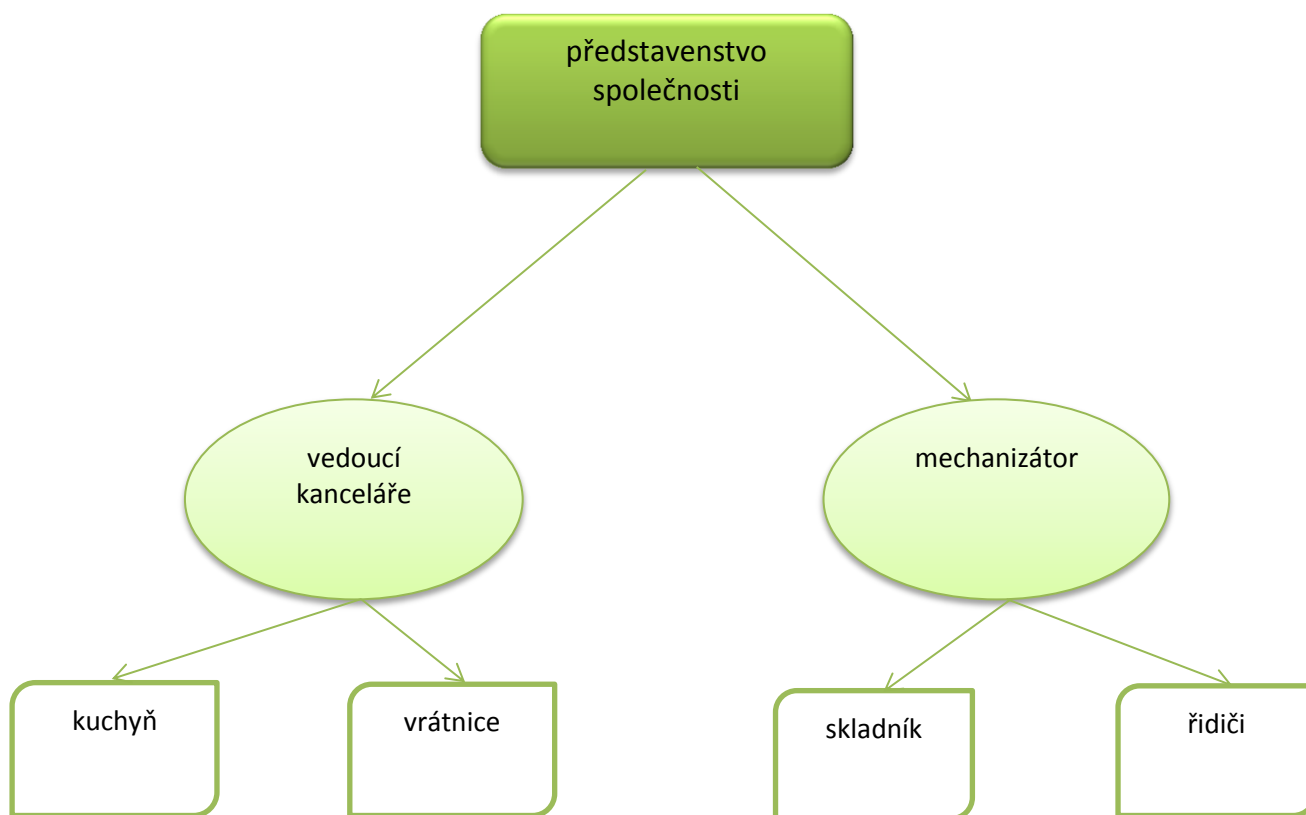 představenstvo
společnosti
vedoucí
kanceláře
mechanizátor
kuchyň
vrátnice
skladník
řidiči